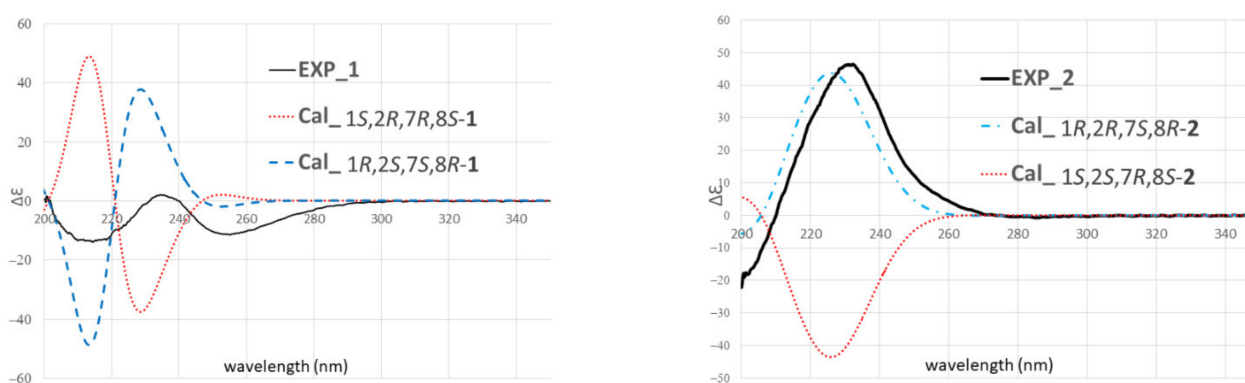 60
40
20
0
−20
−40
−60
200 220 240 260 280 300 320 340
Δε
EXP_1
Cal_ 1S,2R,7R,8S-1
Cal_ 1R,2S,7S,8R-1
wavelength (nm)
60
50
40
30
20
10
0
−10
−20
−30
−40
−50
200 220 240 260 280 300 320 340
Δε
EXP_2
Cal_ 1R,2R,7S,8R-2
Cal_ 1S,2S,7R,8S-2
wavelength (nm)